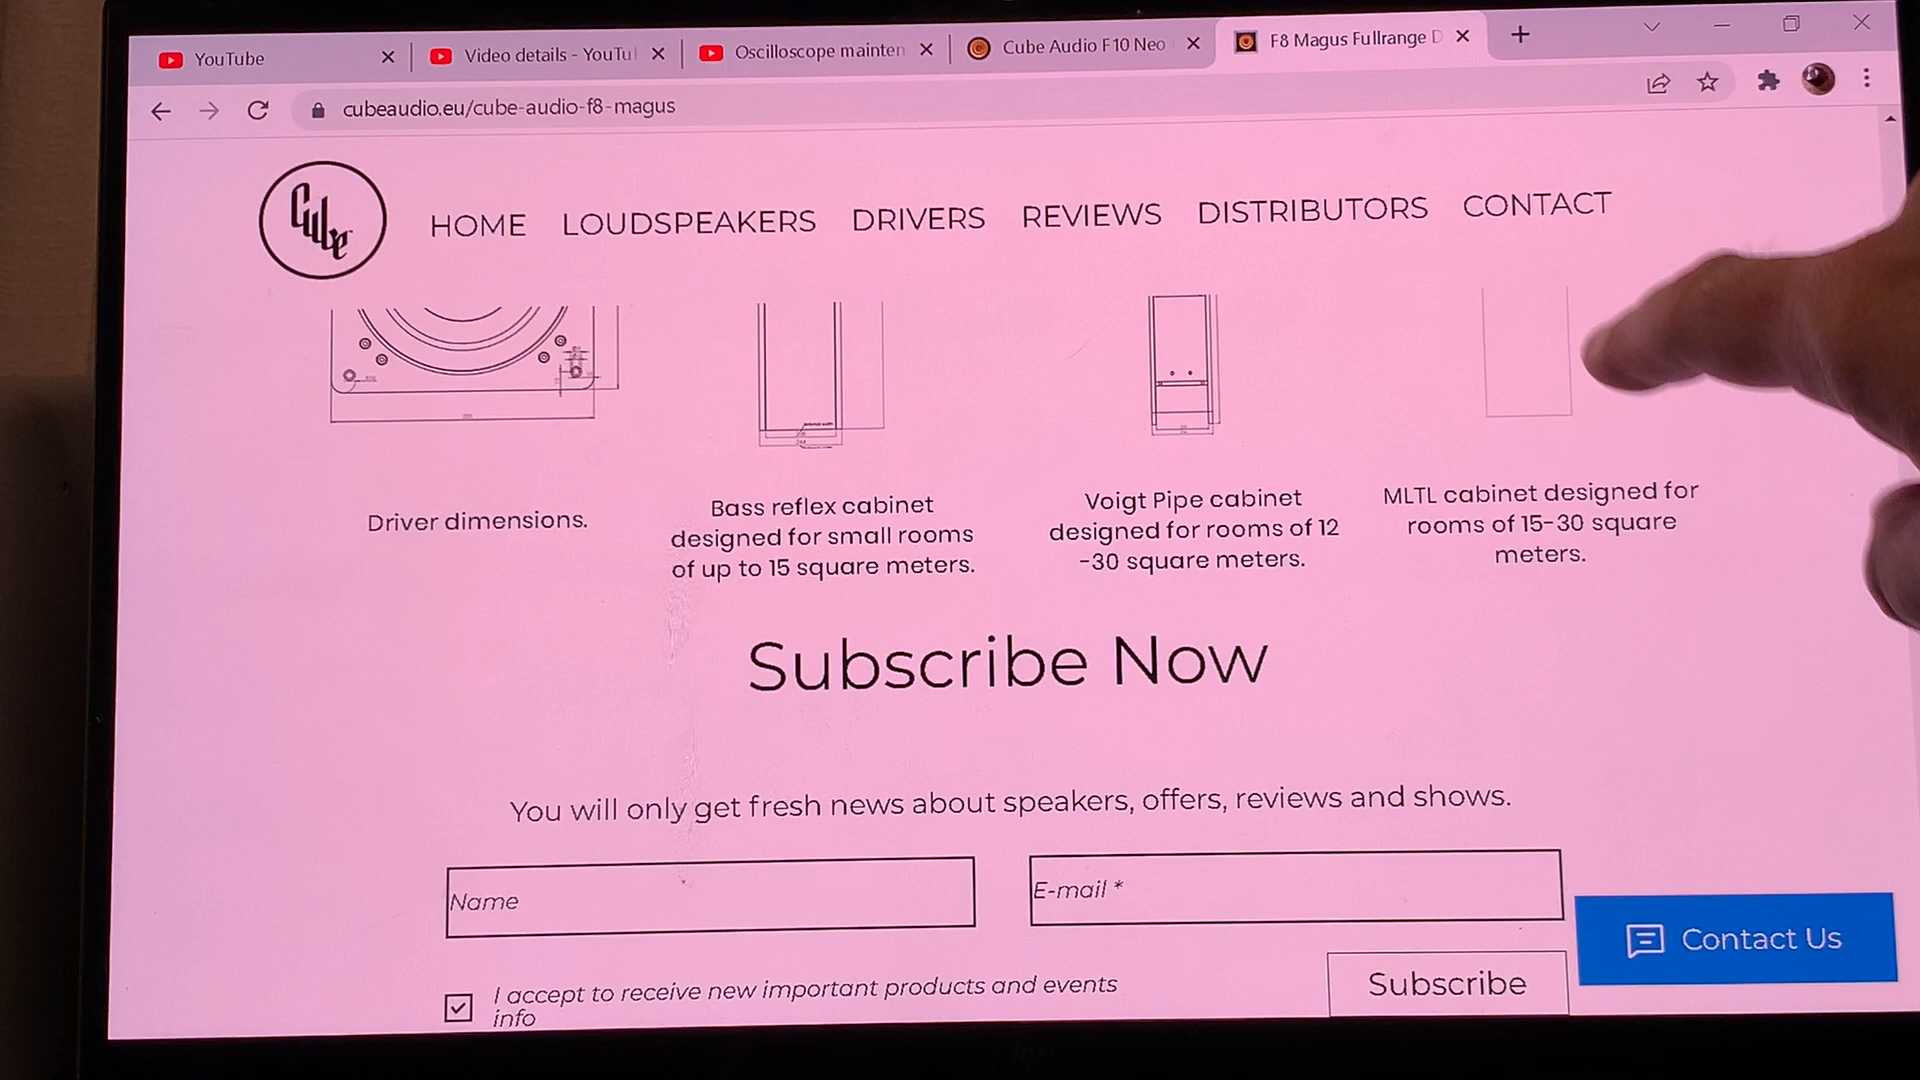 YouTube
Video details - YouTu
Oscilloscope mainten
Cube Audio F10 Neo
F8 Magus Fullrange D
cubeaudio.eu/cube-audio-f8-magus
Cube
HOME LOUDSPEAKERS DRIVERS REVIEWS DISTRIBUTORS CONTACT
Driver dimensions.
Bass reflex cabinet
designed for small rooms
of up to 15 square meters.
Voigt Pipe cabinet
designed for rooms of 12
-30 square meters.
MLTL cabinet designed for
rooms of 15-30 square
meters.
Subscribe Now
You will only get fresh news about speakers, offers, reviews and shows.
Name
E-mail *
I accept to receive new important products and events
info
Subscribe
Contact Us